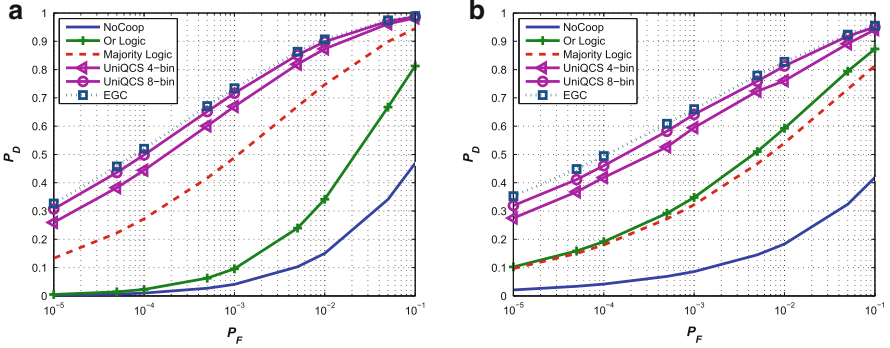 a
1
0.9
0.8
0.7
0.6
0.5
0.4
0.3
0.2
0.1
0
P_D
NoCoop
Or Logic
Majority Logic
UniQCS 4−bin
UniQCS 8−bin
EGC
10^−5
10^−4
10^−3
10^−2
10^−1
P_F
b
1
0.9
0.8
0.7
0.6
0.5
0.4
0.3
0.2
0.1
0
P_D
NoCoop
Or Logic
Majority Logic
UniQCS 4−bin
UniQCS 8−bin
EGC
10^−5
10^−4
10^−3
10^−2
10^−1
P_F